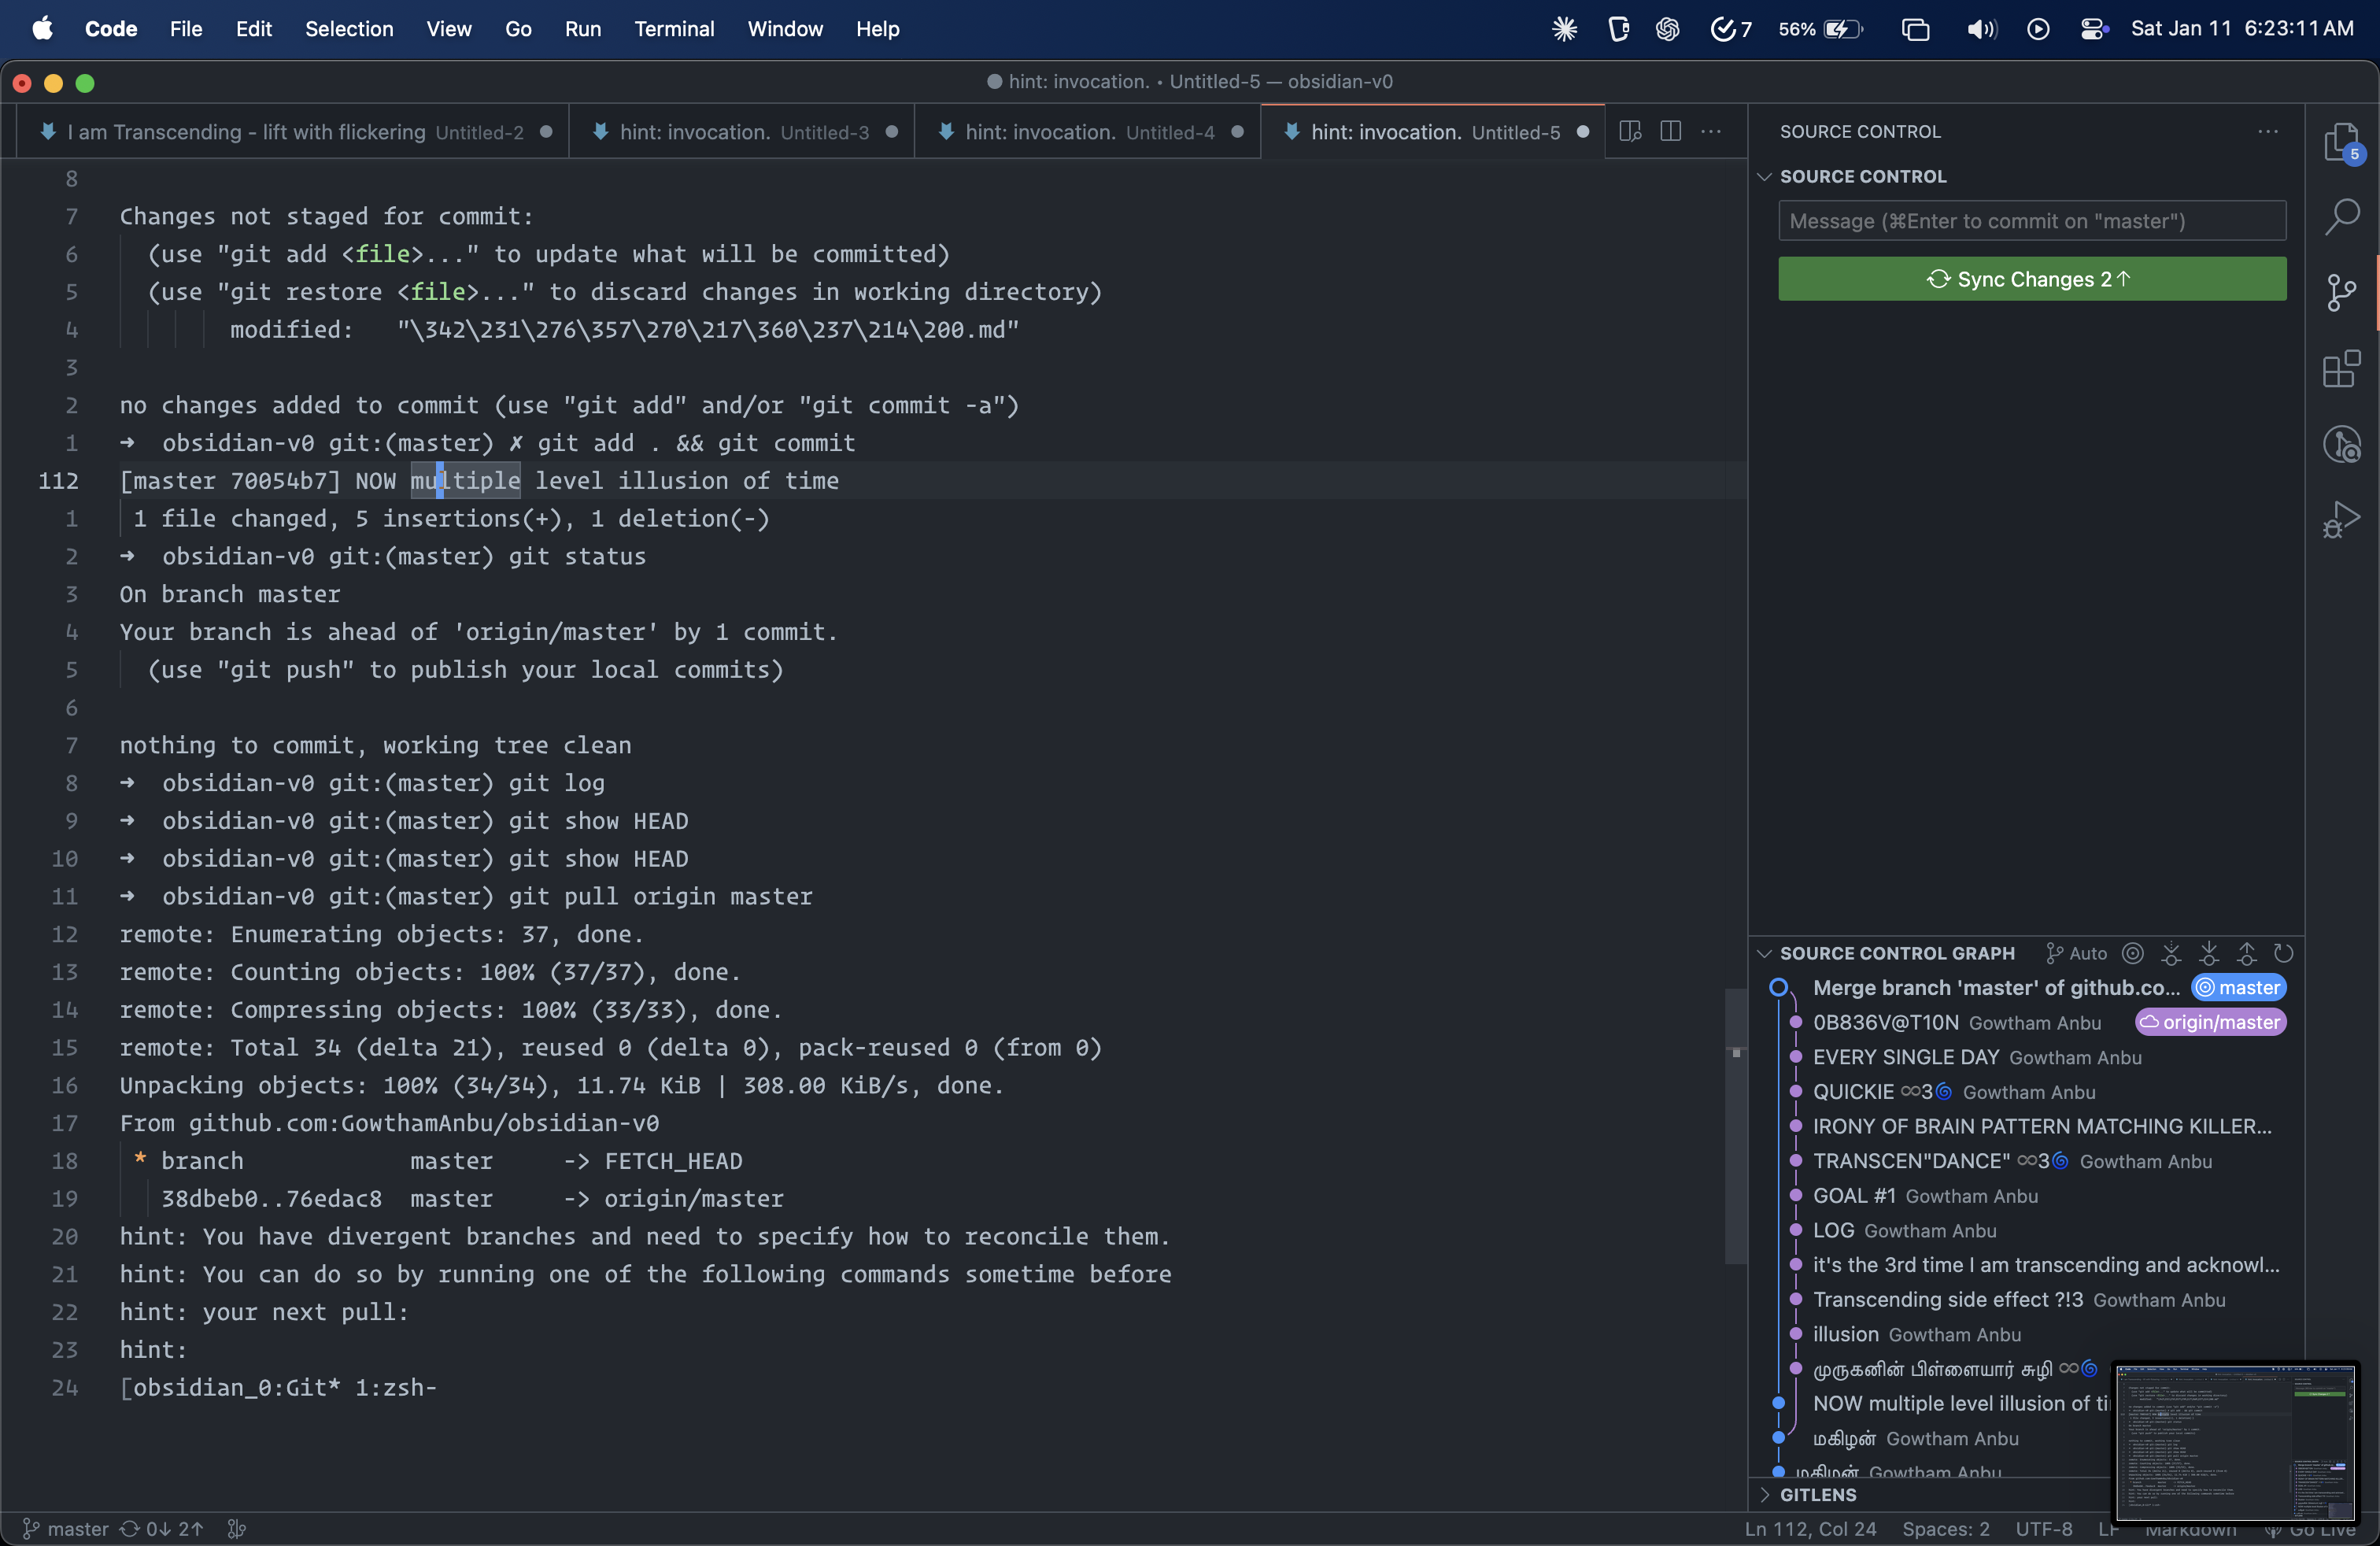 Code File Edit Selection View Go Run Terminal Window Help 7 56% Sat Jan 11 6:23:11 AM
hint: invocation. • Untitled-5 — obsidian-v0
I am Transcending - lift with flickering Untitled-2 hint: invocation. Untitled-3 hint: invocation. Untitled-4 hint: invocation. Untitled-5
8
7 Changes not staged for commit:
6 (use "git add <file>..." to update what will be committed)
5 (use "git restore <file>..." to discard changes in working directory)
4 modified: "\342\231\276\357\270\217\360\237\214\200.md"
3
2 no changes added to commit (use "git add" and/or "git commit -a")
1 ➜ obsidian-v0 git:(master) ✗ git add . && git commit
112 [master 70054b7] NOW multiple level illusion of time
1 1 file changed, 5 insertions(+), 1 deletion(-)
2 ➜ obsidian-v0 git:(master) git status
3 On branch master
4 Your branch is ahead of 'origin/master' by 1 commit.
5 (use "git push" to publish your local commits)
6
7 nothing to commit, working tree clean
8 ➜ obsidian-v0 git:(master) git log
9 ➜ obsidian-v0 git:(master) git show HEAD
10 ➜ obsidian-v0 git:(master) git show HEAD
11 ➜ obsidian-v0 git:(master) git pull origin master
12 remote: Enumerating objects: 37, done.
13 remote: Counting objects: 100% (37/37), done.
14 remote: Compressing objects: 100% (33/33), done.
15 remote: Total 34 (delta 21), reused 0 (delta 0), pack-reused 0 (from 0)
16 Unpacking objects: 100% (34/34), 11.74 KiB | 308.00 KiB/s, done.
17 From github.com:GowthamAnbu/obsidian-v0
18 * branch master -> FETCH_HEAD
19 38dbeb0..76edac8 master -> origin/master
20 hint: You have divergent branches and need to specify how to reconcile them.
21 hint: You can do so by running one of the following commands sometime before
22 hint: your next pull:
23 hint:
24 [obsidian_0:Git* 1:zsh-
SOURCE CONTROL
SOURCE CONTROL
Message (⌘Enter to commit on "master")
Sync Changes 2↑
5
SOURCE CONTROL GRAPH Auto
Merge branch 'master' of github.co... master
0B836V@T10N Gowtham Anbu origin/master
EVERY SINGLE DAY Gowtham Anbu
QUICKIE ♾️3🌀 Gowtham Anbu
IRONY OF BRAIN PATTERN MATCHING KILLER...
TRANSCEN"DANCE" ♾️3🌀 Gowtham Anbu
GOAL #1 Gowtham Anbu
LOG Gowtham Anbu
it's the 3rd time I am transcending and acknowl...
Transcending side effect ?!3 Gowtham Anbu
illusion Gowtham Anbu
முருகனின் பிள்ளையார் சுழி ♾️🌀
NOW multiple level illusion of
மகிழன் Gowtham Anbu
மகிழன் Gowtham Anbu
GITLENS
master 0↓ 2↑ Ln 112, Col 24 Spaces: 2 UTF-8 LF Markdown Go Live